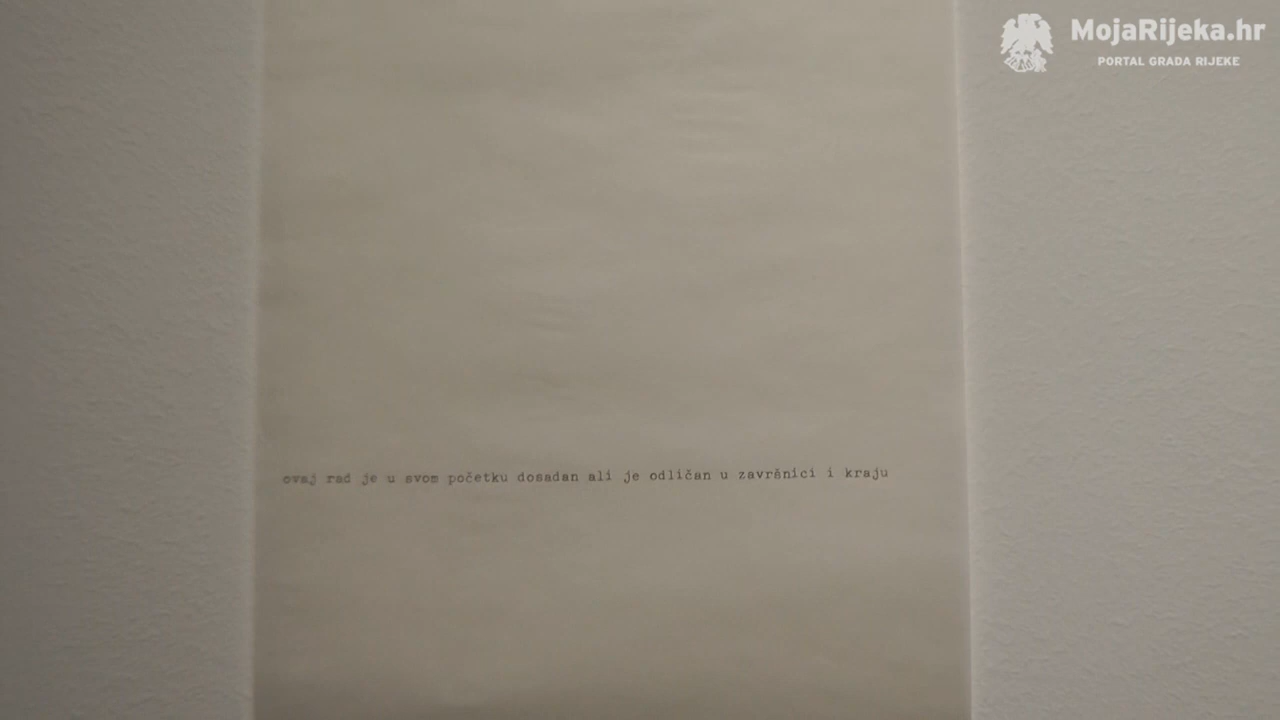 MojaRijeka.hr
PORTAL GRADA RIJEKE
ovaj rad je u svom početku dosadan ali je odličan u završnici i kraju